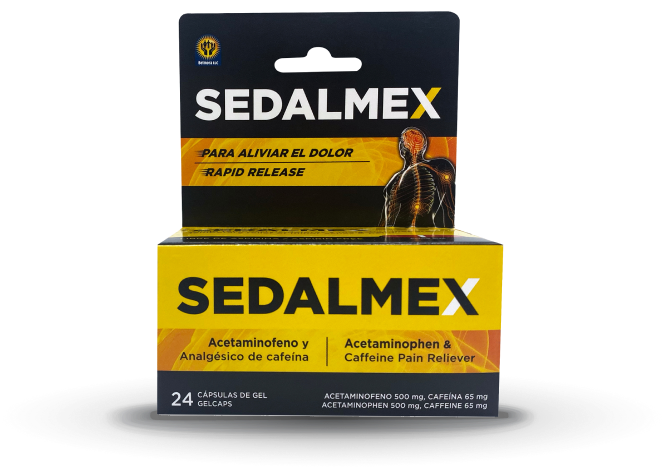 SEDALMEX
PARA ALIVIAR EL DOLOR
RAPID RELEASE
SEDALMEX
Acetaminofeno y
Analgésico de cafeína
Acetaminophen &
Caffeine Pain Reliever
24 CÁPSULAS DE GEL
GELCAPS
ACETAMINOFENO 500 mg, CAFEÍNA 65 mg
ACETAMINOPHEN 500 mg, CAFFEINE 65 mg